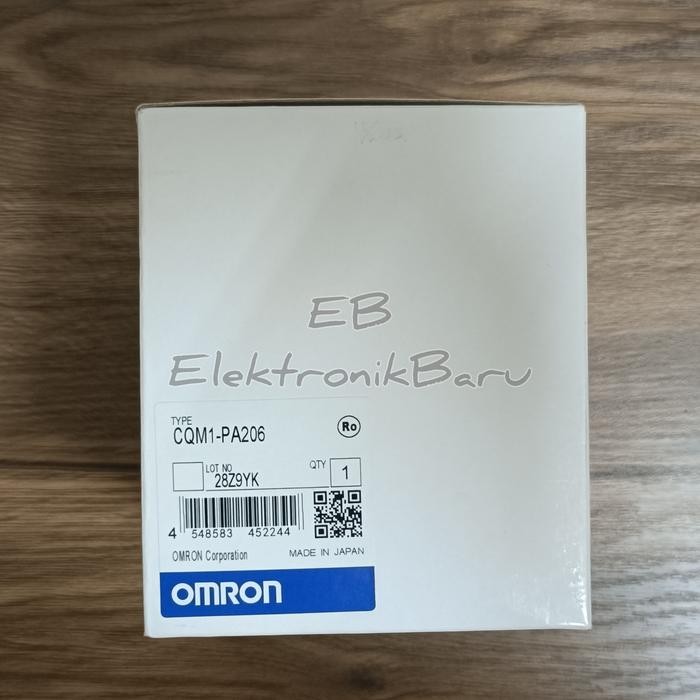 EB
ElektronikBaru
TYPE
CQM1-PA206
Ro
LOT NO
28Z9YK
QTY
1
4 548583 452244
OMRON Corporation
MADE IN JAPAN
OMRON